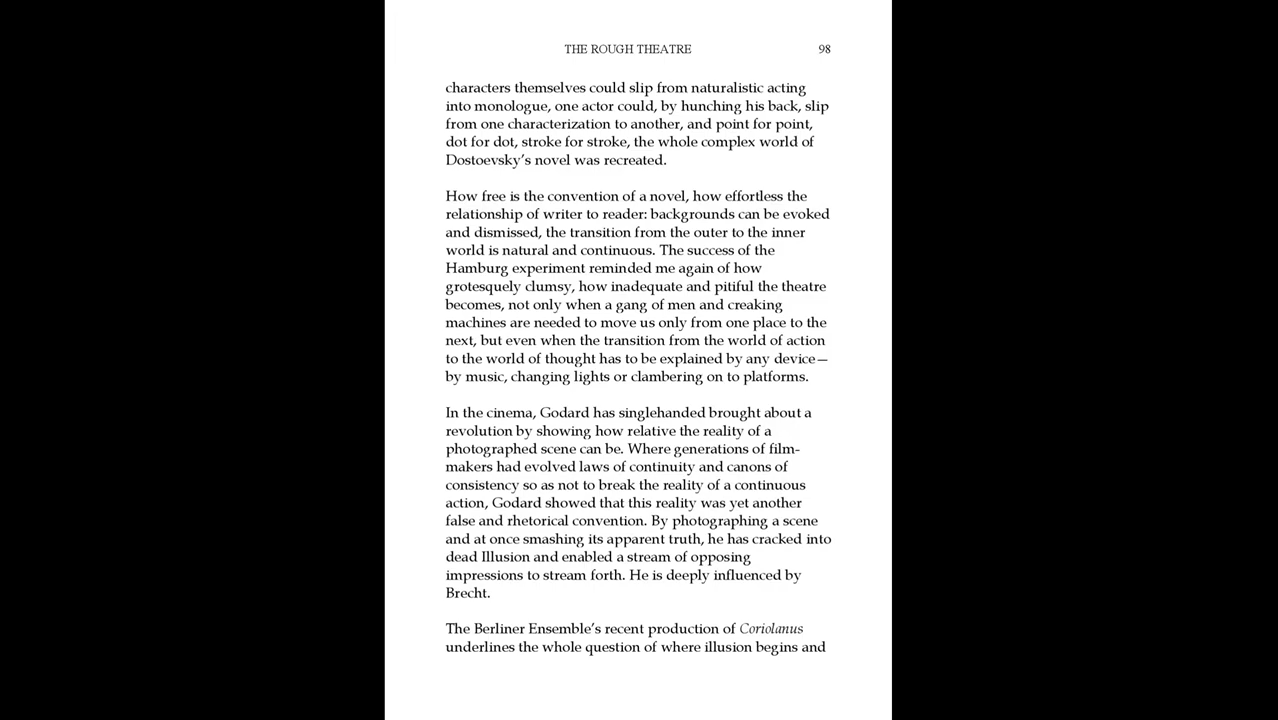 THE ROUGH THEATRE 98
characters themselves could slip from naturalistic acting
into monologue, one actor could, by hunching his back, slip
from one characterization to another, and point for point,
dot for dot, stroke for stroke, the whole complex world of
Dostoevsky’s novel was recreated.
How free is the convention of a novel, how effortless the
relationship of writer to reader: backgrounds can be evoked
and dismissed, the transition from the outer to the inner
world is natural and continuous. The success of the
Hamburg experiment reminded me again of how
grotesquely clumsy, how inadequate and pitiful the theatre
becomes, not only when a gang of men and creaking
machines are needed to move us only from one place to the
next, but even when the transition from the world of action
to the world of thought has to be explained by any device—
by music, changing lights or clambering on to platforms.
In the cinema, Godard has singlehanded brought about a
revolution by showing how relative the reality of a
photographed scene can be. Where generations of film-
makers had evolved laws of continuity and canons of
consistency so as not to break the reality of a continuous
action, Godard showed that this reality was yet another
false and rhetorical convention. By photographing a scene
and at once smashing its apparent truth, he has cracked into
dead Illusion and enabled a stream of opposing
impressions to stream forth. He is deeply influenced by
Brecht.
The Berliner Ensemble’s recent production of Coriolanus
underlines the whole question of where illusion begins and